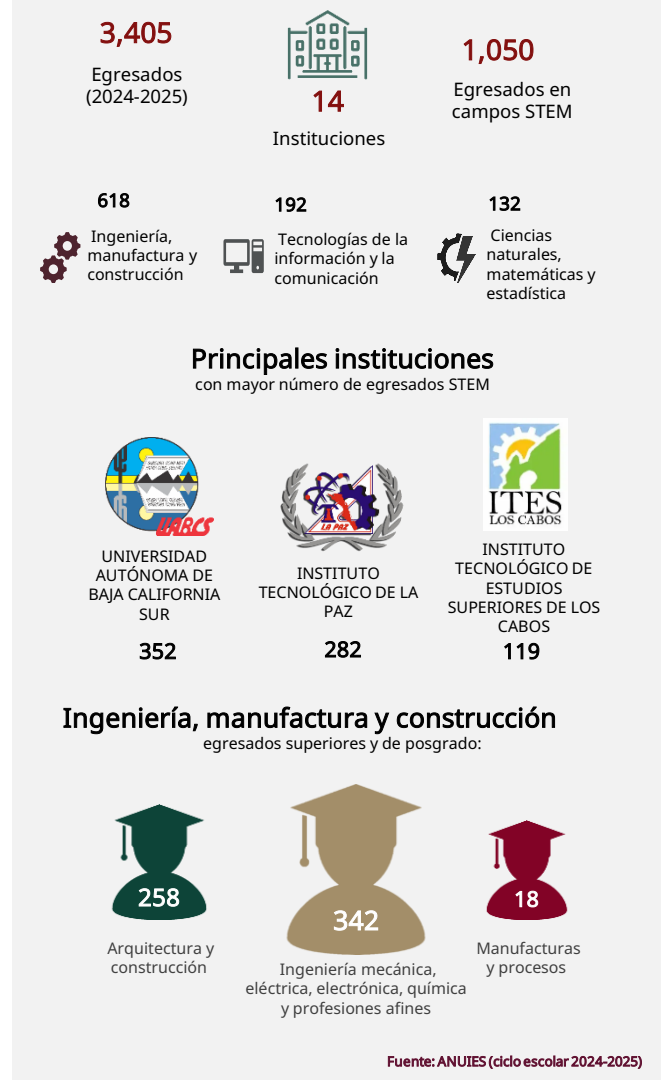 3,405
Egresados
(2024-2025)
14
Instituciones
1,050
Egresados en
campos STEM
618
Ingeniería,
manufactura y
construcción
192
Tecnologías de la
información y la
comunicación
132
Ciencias
naturales,
matemáticas y
estadística
Principales instituciones
con mayor número de egresados STEM
UABCS
UNIVERSIDAD
AUTÓNOMA DE
BAJA CALIFORNIA
SUR
352
LA PAZ
INSTITUTO
TECNOLÓGICO DE LA
PAZ
282
ITES
LOS CABOS
INSTITUTO
TECNOLÓGICO DE
ESTUDIOS
SUPERIORES DE LOS
CABOS
119
Ingeniería, manufactura y construcción
egresados superiores y de posgrado:
258
Arquitectura y
construcción
342
Ingeniería mecánica,
eléctrica, electrónica, química
y profesiones afines
18
Manufacturas
y procesos
Fuente: ANUIES (ciclo escolar 2024-2025)